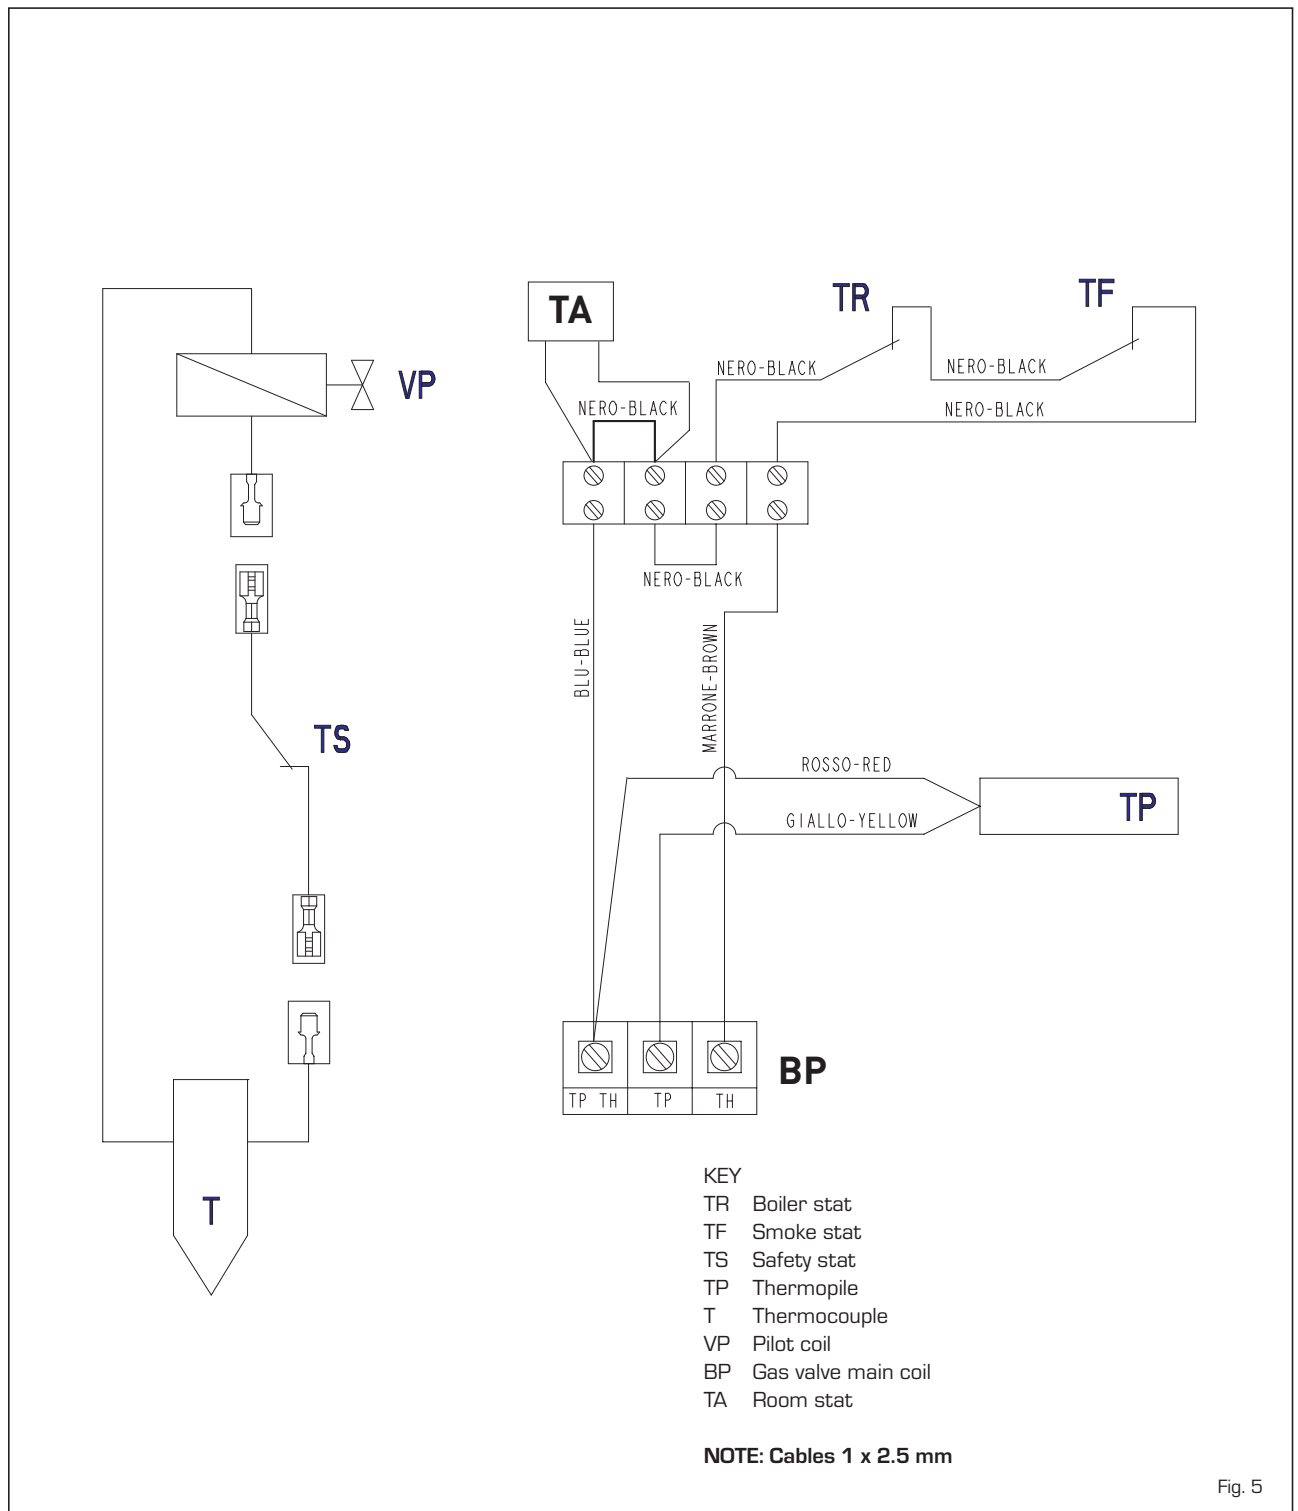 TA
TR
TF
VP
NERO-BLACK
NERO-BLACK
NERO-BLACK
NERO-BLACK
NERO-BLACK
BLU-BLUE
MARRONE-BROWN
TS
ROSSO-RED
TP
GIALLO-YELLOW
BP
TP TH
TP
TH
T
KEY
TR Boiler stat
TF Smoke stat
TS Safety stat
TP Thermopile
T Thermocouple
VP Pilot coil
BP Gas valve main coil
TA Room stat
NOTE: Cables 1 x 2.5 mm
Fig. 5